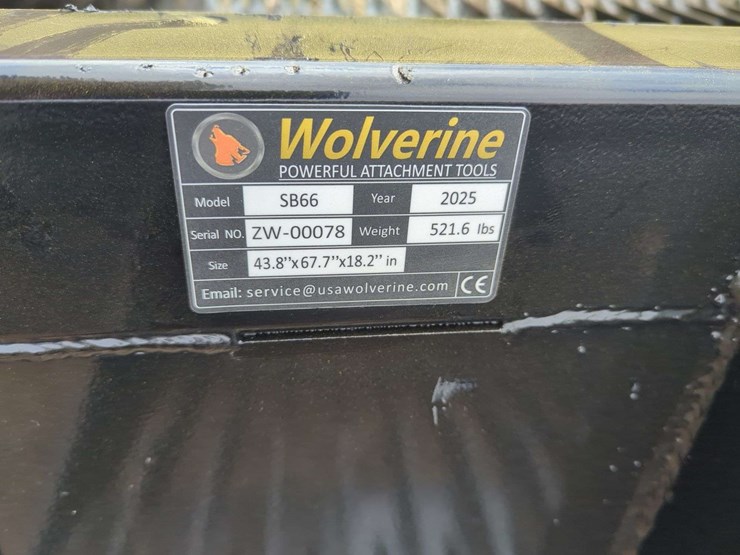 Wolverine
POWERFUL ATTACHMENT TOOLS
Model SB66 Year 2025
Serial NO. ZW-00078 Weight 521.6 lbs
Size 43.8''x67.7''x18.2'' in
Email: service@usawolverine.com CE